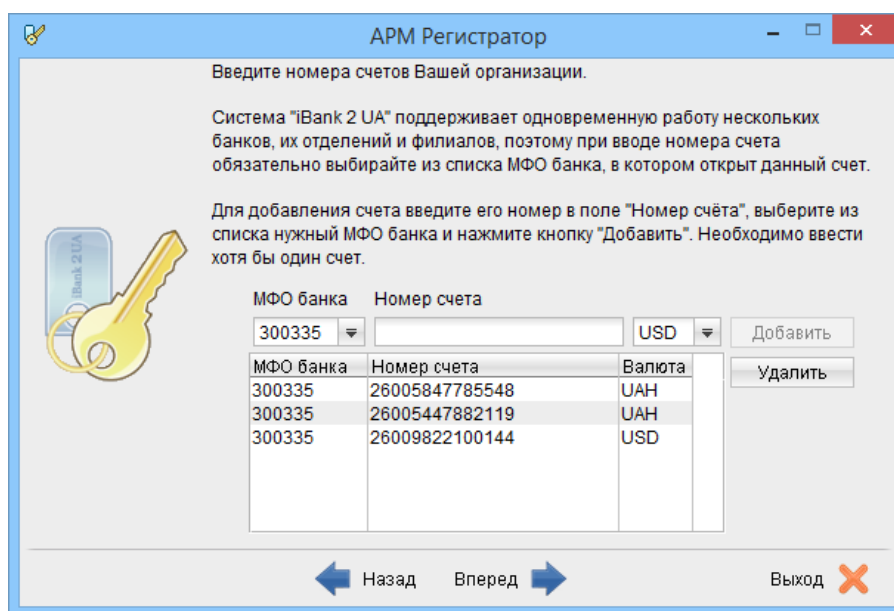 АРМ Регистратор
Введите номера счетов Вашей организации.
Система "iBank 2 UA" поддерживает одновременную работу нескольких
банков, их отделений и филиалов, поэтому при вводе номера счета
обязательно выбирайте из списка МФО банка, в котором открыт данный счет.
Для добавления счета введите его номер в поле "Номер счёта", выберите из
списка нужный МФО банка и нажмите кнопку "Добавить". Необходимо ввести
хотя бы один счет.
iBank 2 UA
МФО банка Номер счета
300335 USD Добавить
МФО банка Номер счета Валюта Удалить
300335 26005847785548 UAH
300335 26005447882119 UAH
300335 26009822100144 USD
Назад Вперед Выход